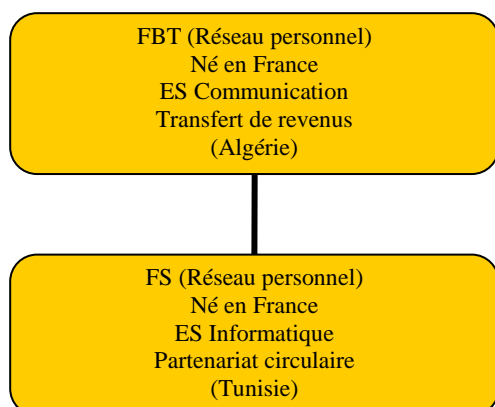 FBT (Réseau personnel)
Né en France
ES Communication
Transfert de revenus
(Algérie)
FS (Réseau personnel)
Né en France
ES Informatique
Partenariat circulaire
(Tunisie)